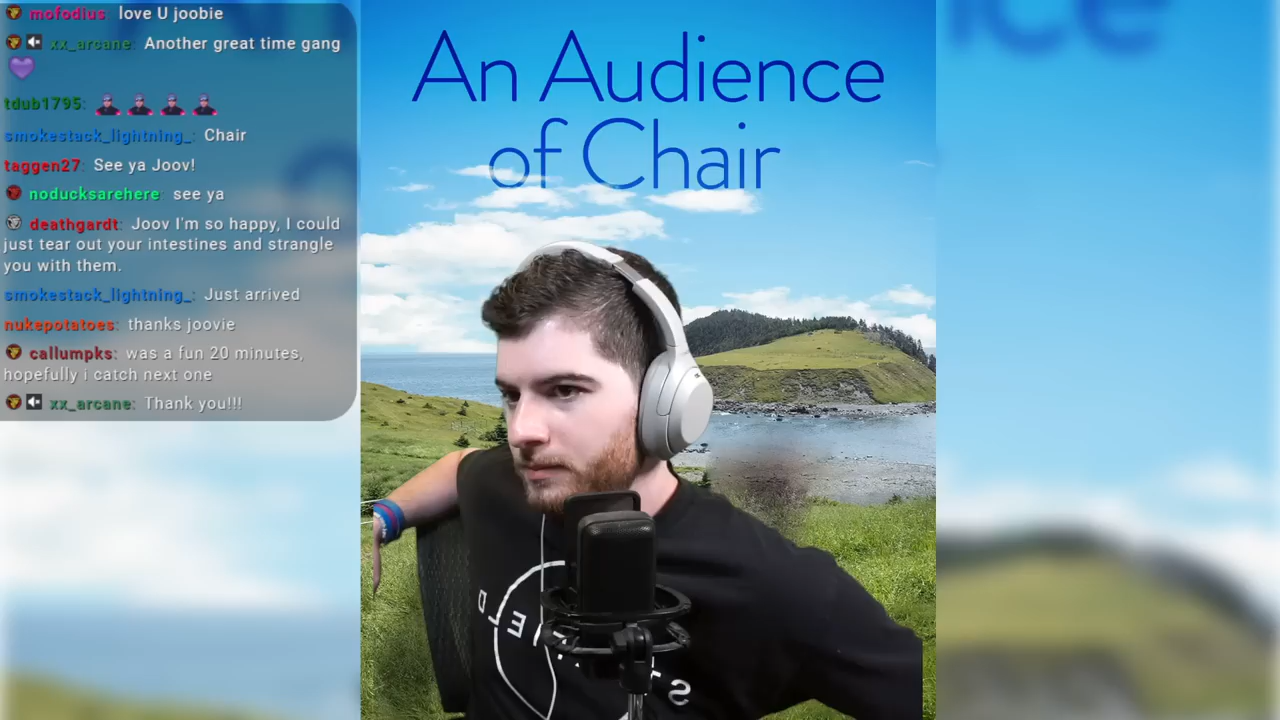 mofodius: love U joobie
xx_arcane: Another great time gang
tdub1795:
smokestack_lightning_: Chair
taggen27: See ya Joov!
noducksarehere see ya
deathgardt: Joov I'm so happy, I could
just tear out your intestines and strangle
you with them.
smokestack_lightning_: Just arrived
nukepotatoes: thanks joovie
callumpks: was a fun 20 minutes,
hopefully i catch next one
xx_arcane: Thank you!!!
An Audience
of Chair